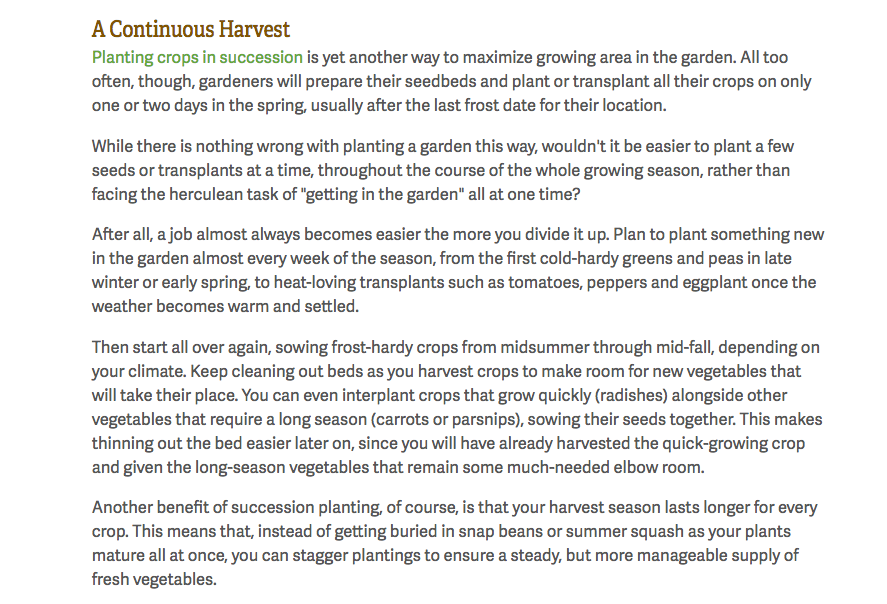 A Continuous Harvest
Planting crops in succession is yet another way to maximize growing area in the garden. All too
often, though, gardeners will prepare their seedbeds and plant or transplant all their crops on only
one or two days in the spring, usually after the last frost date for their location.
While there is nothing wrong with planting a garden this way, wouldn't it be easier to plant a few
seeds or transplants at a time, throughout the course of the whole growing season, rather than
facing the herculean task of "getting in the garden" all at one time?
After all, a job almost always becomes easier the more you divide it up. Plan to plant something new
in the garden almost every week of the season, from the first cold-hardy greens and peas in late
winter or early spring, to heat-loving transplants such as tomatoes, peppers and eggplant once the
weather becomes warm and settled.
Then start all over again, sowing frost-hardy crops from midsummer through mid-fall, depending on
your climate. Keep cleaning out beds as you harvest crops to make room for new vegetables that
will take their place. You can even interplant crops that grow quickly (radishes) alongside other
vegetables that require a long season (carrots or parsnips), sowing their seeds together. This makes
thinning out the bed easier later on, since you will have already harvested the quick-growing crop
and given the long-season vegetables that remain some much-needed elbow room.
Another benefit of succession planting, of course, is that your harvest season lasts longer for every
crop. This means that, instead of getting buried in snap beans or summer squash as your plants
mature all at once, you can stagger plantings to ensure a steady, but more manageable supply of
fresh vegetables.